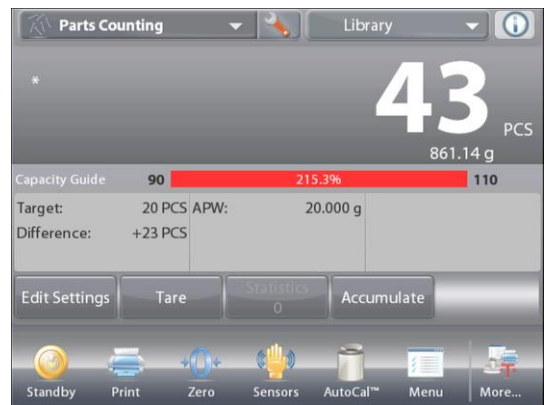 Parts Counting
Library
*
43 PCS
861.14 g
Capacity Guide 90 215.3% 110
Target: 20 PCS APW: 20.000 g
Difference: +23 PCS
Edit Settings Tare Statistics Accumulate
0
Standby Print Zero Sensors AutoCal™ Menu More...